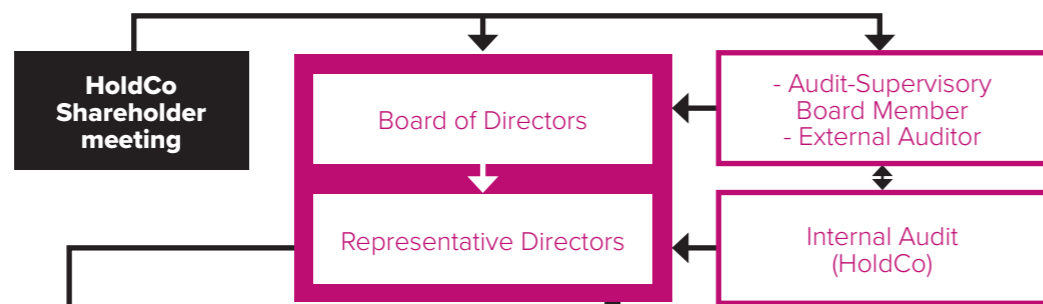 HoldCo
Shareholder
meeting
Board of Directors
- Audit-Supervisory
Board Member
- External Auditor
Representative Directors
Internal Audit
(HoldCo)